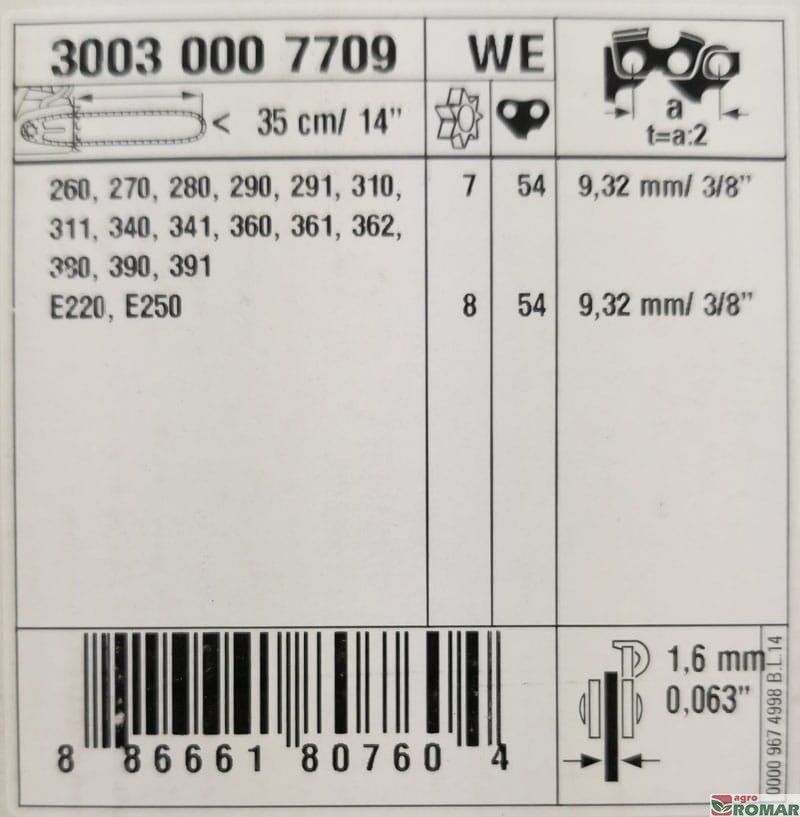 3003 000 7709 WE
a
t=a:2
< 35 cm/ 14”
260, 270, 280, 290, 291, 310, 7 54 9,32 mm/ 3/8”
311, 340, 341, 360, 361, 362,
380, 390, 391
E220, E250 8 54 9,32 mm/ 3/8”
1,6 mm
0,063”
8 86661 80760 4
0000 967 4998 B L14
agro
ROMAR